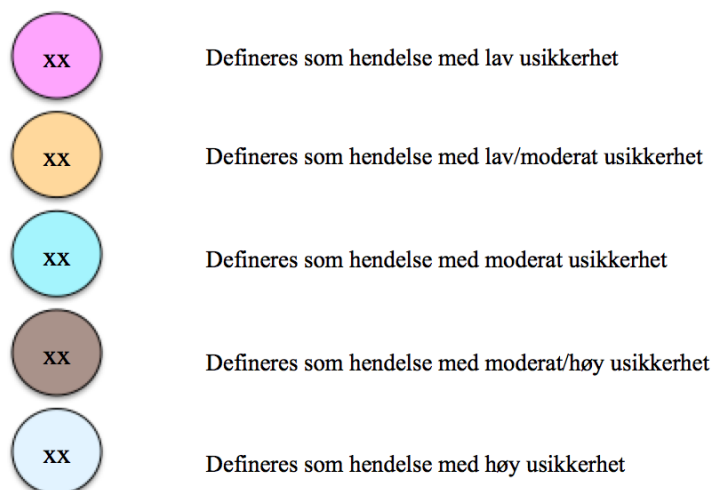 xx Defineres som hendelse med lav usikkerhet
xx Defineres som hendelse med lav/moderat usikkerhet
xx Defineres som hendelse med moderat usikkerhet
xx Defineres som hendelse med moderat/høy usikkerhet
xx Defineres som hendelse med høy usikkerhet